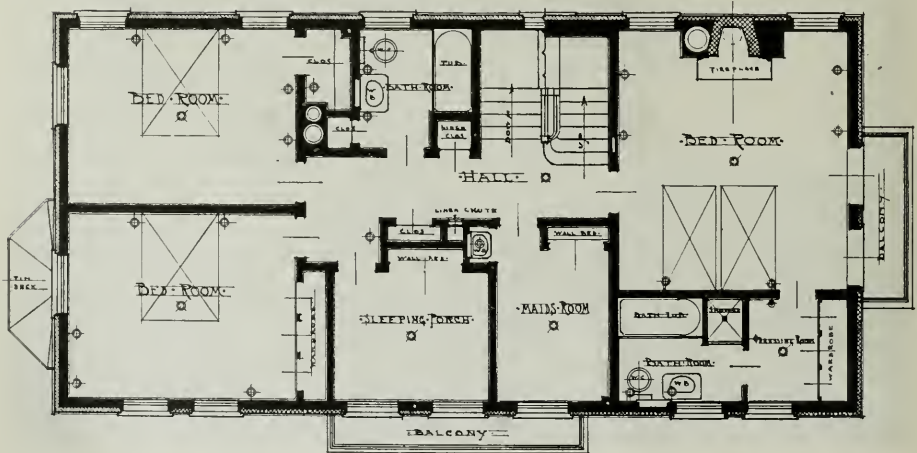 BED·ROOM·
CLOS
W.C.
W B
·BATH·ROOM·
TUB
CLOS
LINEN
CLOS
DOWN
UP
FIREPLACE
·BED·ROOM·
·HALL·
BALCONY
LINEN CHUTE
CLOS
WALL·BED·
WALL BED·
TIN
DECK
·BED·ROOM·
WARDROBE
·SLEEPING·PORCH·
·MAIDS·ROOM·
BATH·TUB
SHOWER
DRESSING ROOM
WARDROBE
BATH·ROOM·
W.C.
W B
·BALCONY·